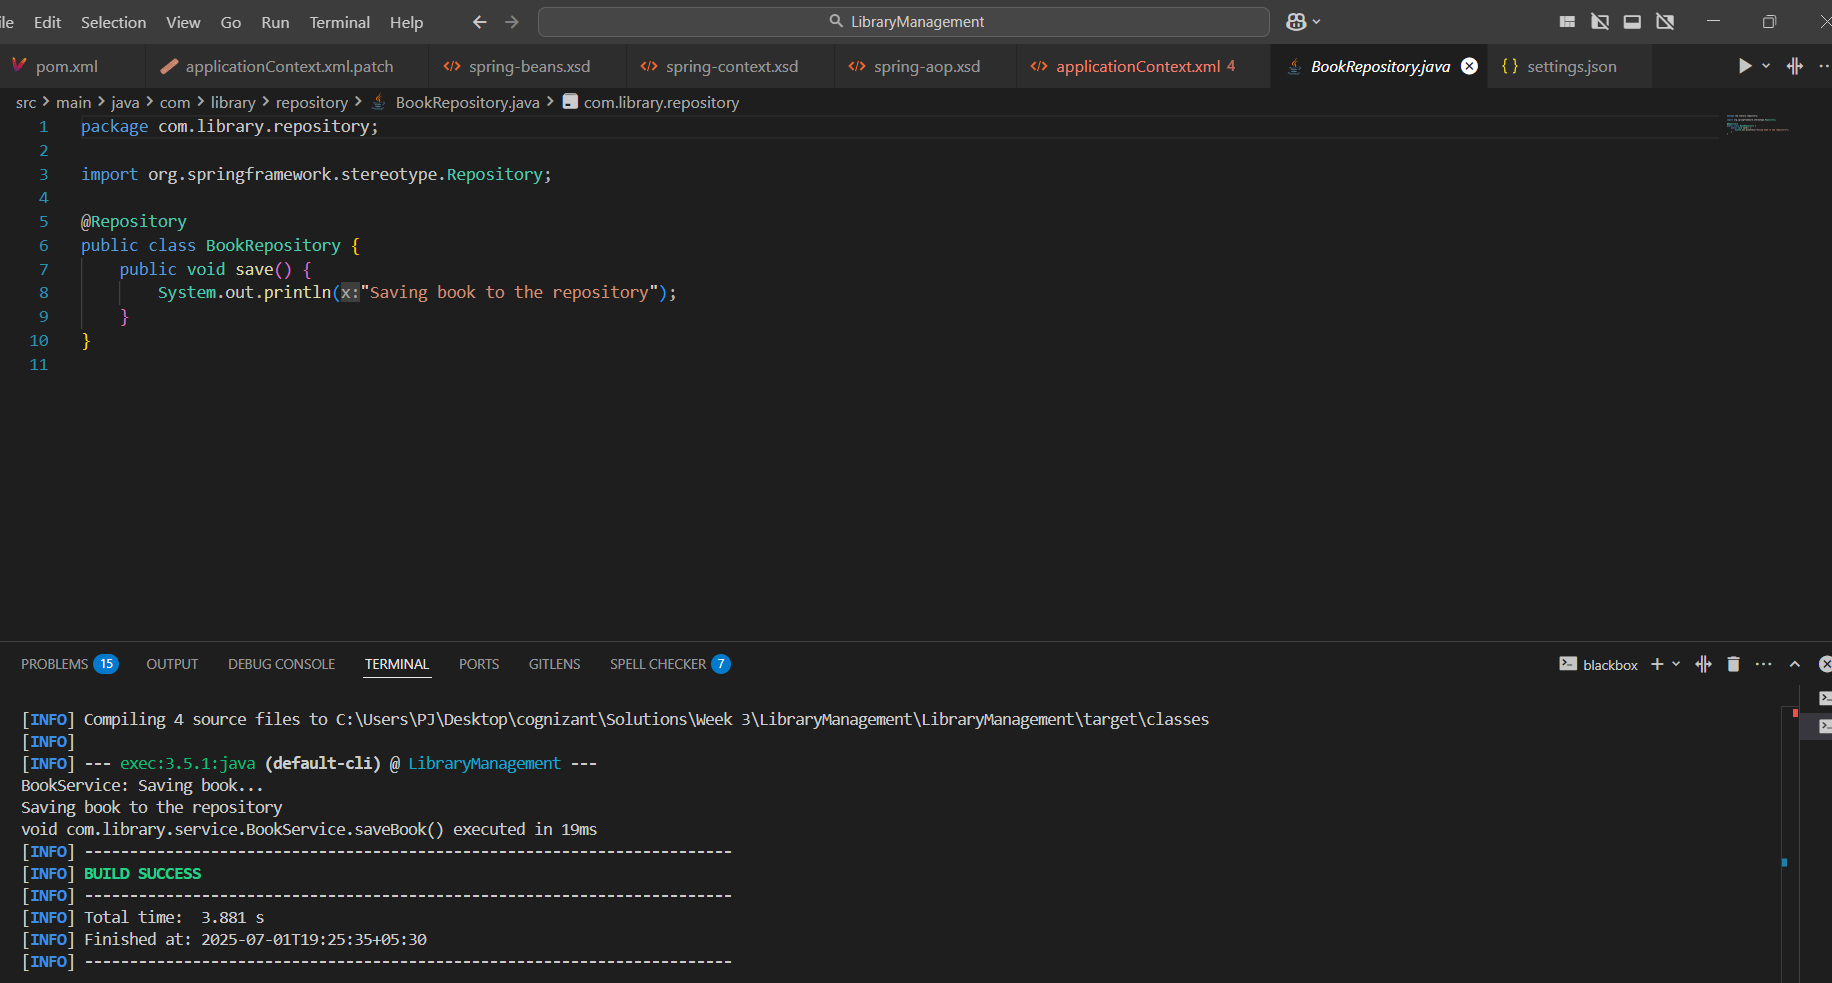 ile Edit Selection View Go Run Terminal Help LibraryManagement
pom.xml applicationContext.xml.patch spring-beans.xsd spring-context.xsd spring-aop.xsd applicationContext.xml 4 BookRepository.java settings.json
src > main > java > com > library > repository > BookRepository.java > com.library.repository
1 package com.library.repository;
2
3 import org.springframework.stereotype.Repository;
4
5 @Repository
6 public class BookRepository {
7 public void save() {
8 System.out.println(x:"Saving book to the repository");
9 }
10 }
11
PROBLEMS 15 OUTPUT DEBUG CONSOLE TERMINAL PORTS GITLENS SPELL CHECKER 7 blackbox
[INFO] Compiling 4 source files to C:\Users\PJ\Desktop\cognizant\Solutions\Week 3\LibraryManagement\LibraryManagement\target\classes
[INFO]
[INFO] --- exec:3.5.1:java (default-cli) @ LibraryManagement ---
BookService: Saving book...
Saving book to the repository
void com.library.service.BookService.saveBook() executed in 19ms
[INFO] ------------------------------------------------------------------------
[INFO] BUILD SUCCESS
[INFO] ------------------------------------------------------------------------
[INFO] Total time:  3.881 s
[INFO] Finished at: 2025-07-01T19:25:35+05:30
[INFO] ------------------------------------------------------------------------